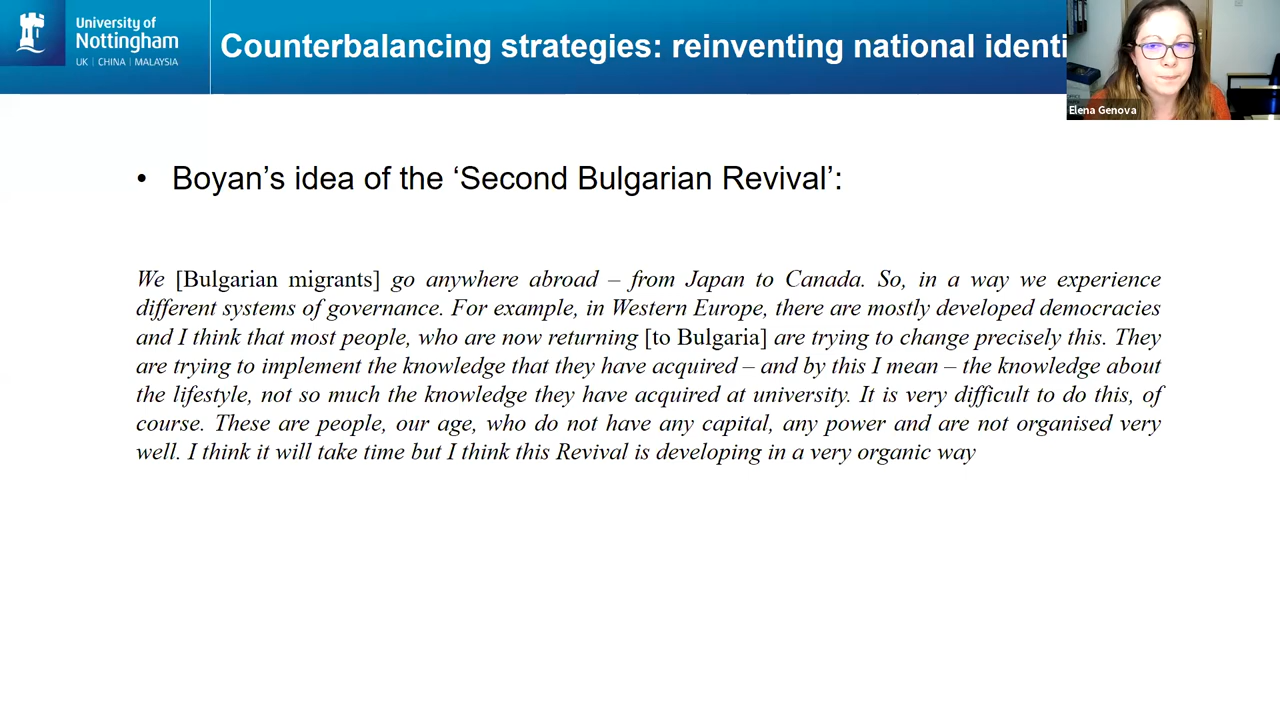 University of
Nottingham
UK | CHINA | MALAYSIA
Counterbalancing strategies: reinventing national
Elena Genova
• Boyan’s idea of the ‘Second Bulgarian Revival’:
We [Bulgarian migrants] go anywhere abroad – from Japan to Canada. So, in a way we experience
different systems of governance. For example, in Western Europe, there are mostly developed democracies
and I think that most people, who are now returning [to Bulgaria] are trying to change precisely this. They
are trying to implement the knowledge that they have acquired – and by this I mean – the knowledge about
the lifestyle, not so much the knowledge they have acquired at university. It is very difficult to do this, of
course. These are people, our age, who do not have any capital, any power and are not organised very
well. I think it will take time but I think this Revival is developing in a very organic way